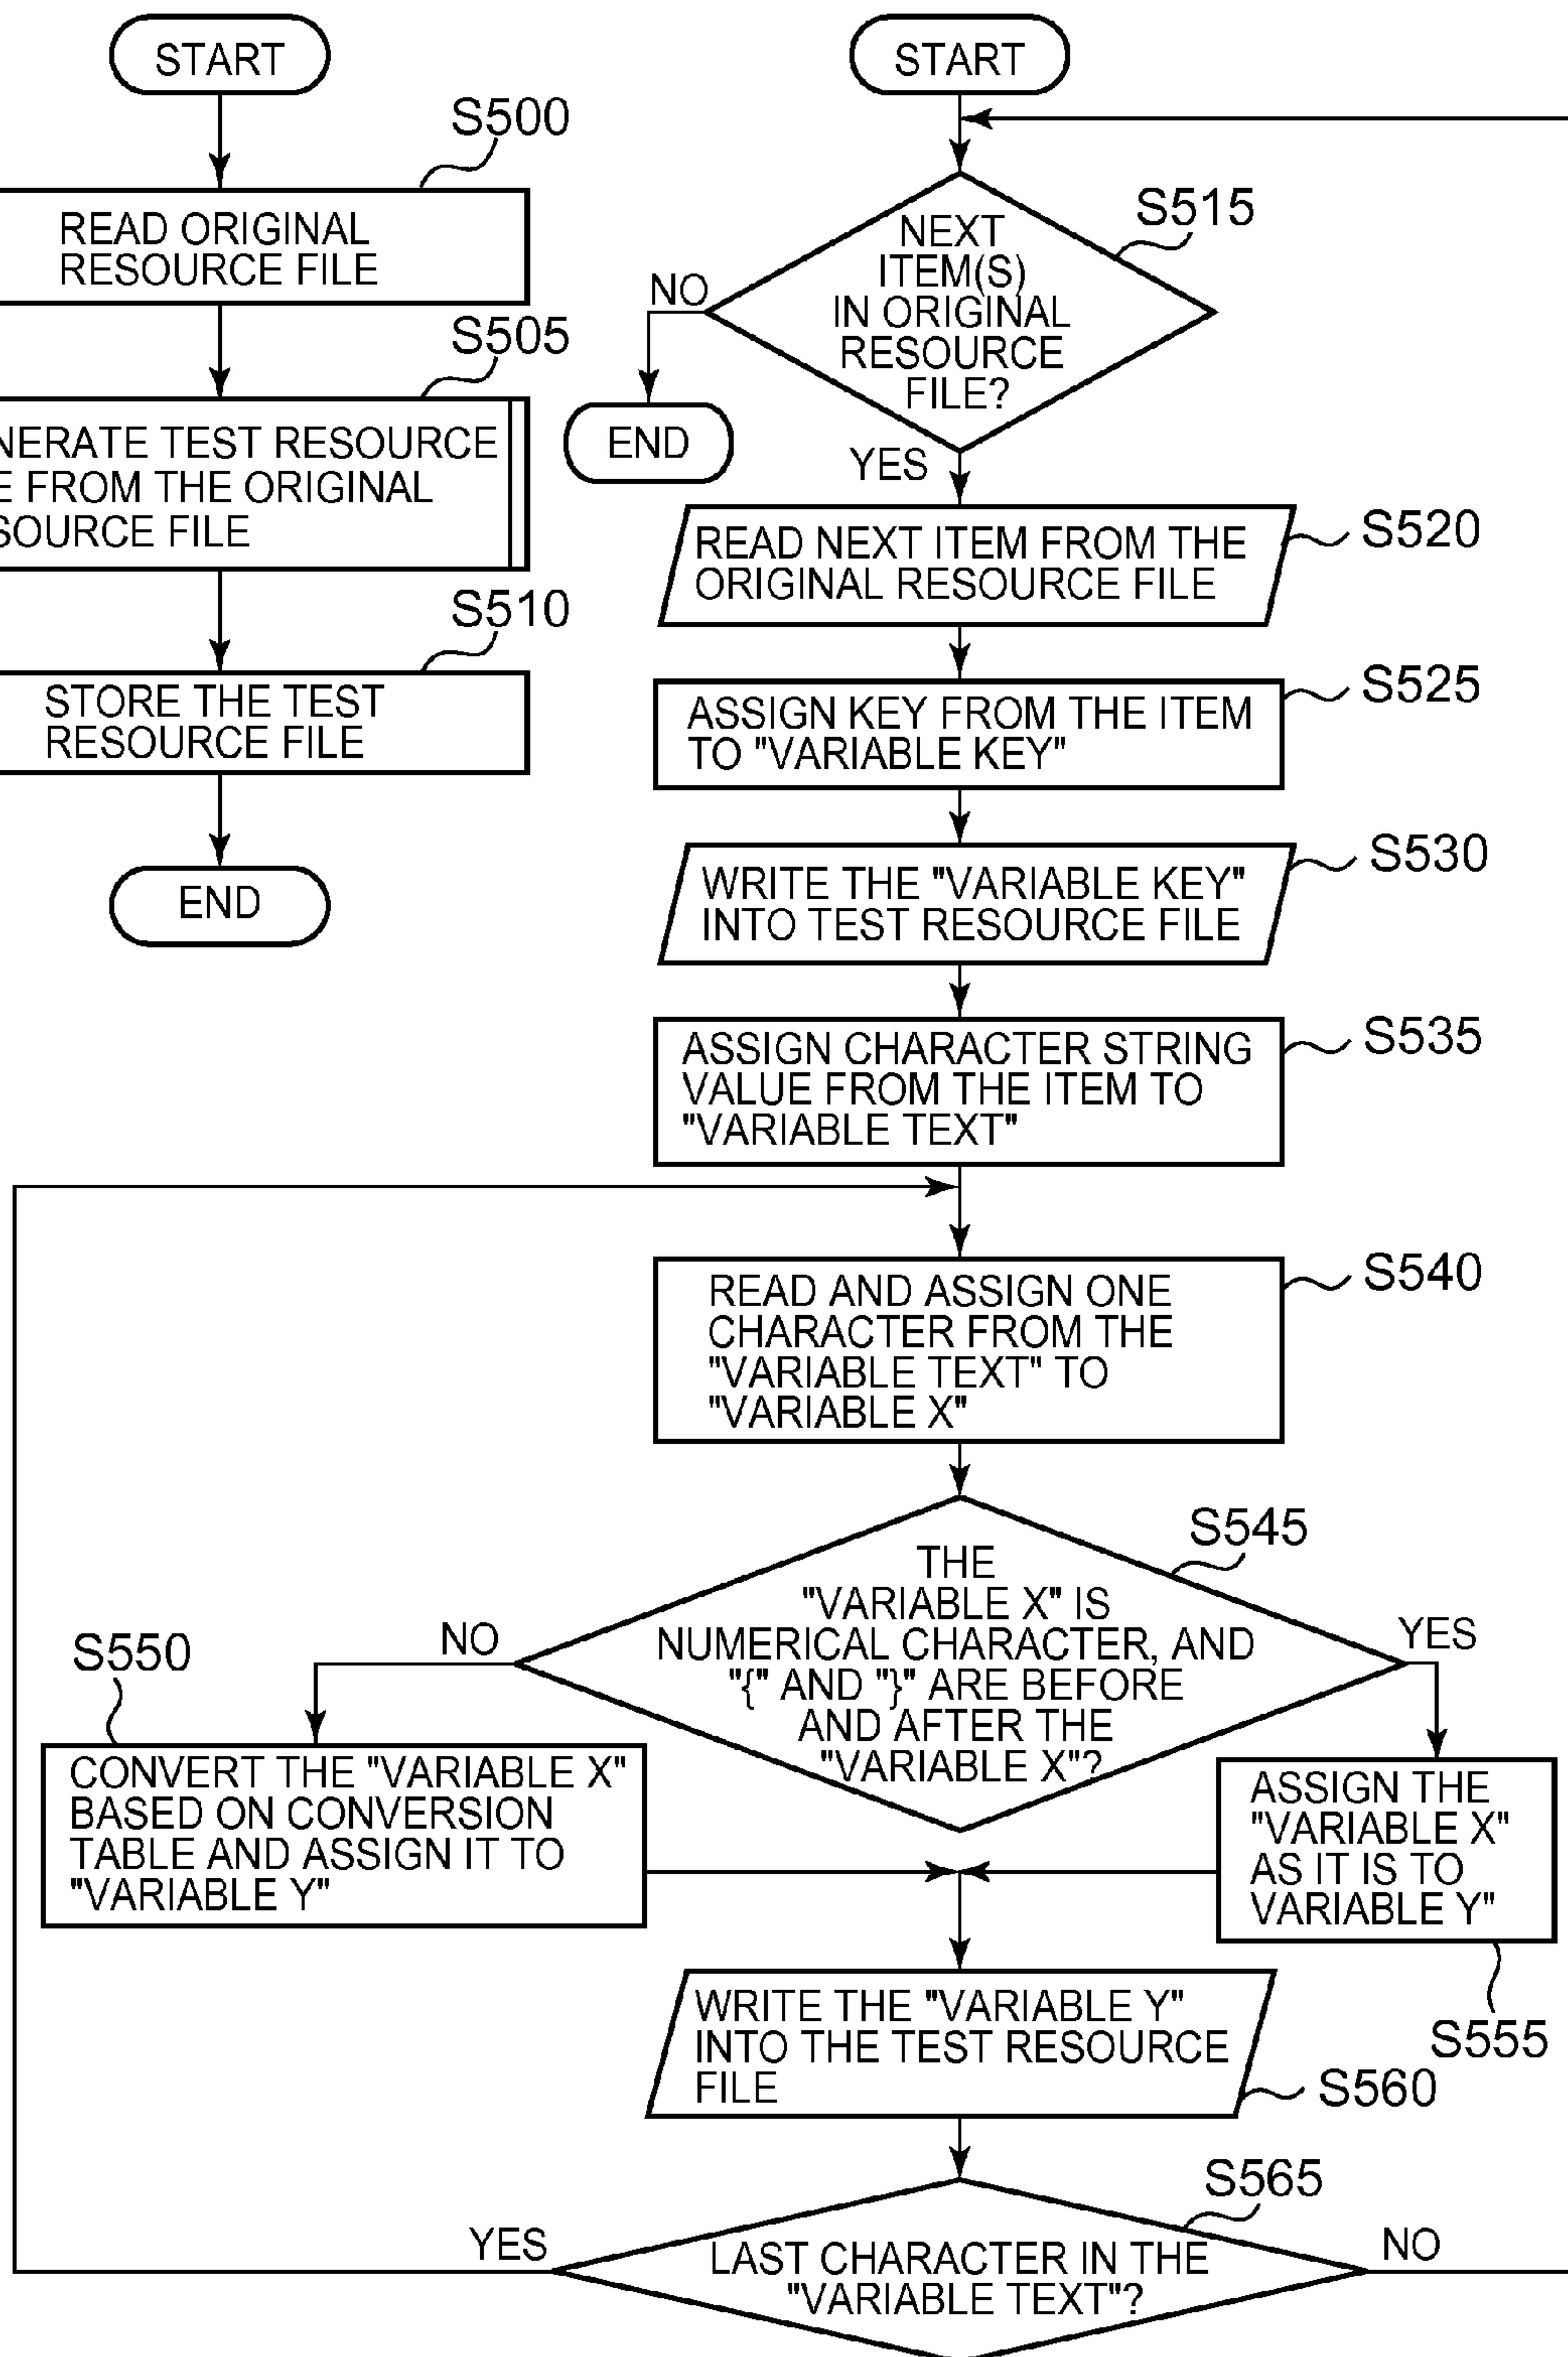 START
S500
READ ORIGINAL
RESOURCE FILE
S505
NERATE TEST RESOURCE
E FROM THE ORIGINAL
SOURCE FILE
S510
STORE THE TEST
RESOURCE FILE
END
START
S515
NEXT
ITEM(S)
IN ORIGINAL
RESOURCE
FILE?
NO
END
YES
READ NEXT ITEM FROM THE
ORIGINAL RESOURCE FILE
S520
ASSIGN KEY FROM THE ITEM
TO "VARIABLE KEY"
S525
WRITE THE "VARIABLE KEY"
INTO TEST RESOURCE FILE
S530
ASSIGN CHARACTER STRING
VALUE FROM THE ITEM TO
"VARIABLE TEXT"
S535
READ AND ASSIGN ONE
CHARACTER FROM THE
"VARIABLE TEXT" TO
"VARIABLE X"
S540
S545
THE
"VARIABLE X" IS
NUMERICAL CHARACTER, AND
"{" AND "}" ARE BEFORE
AND AFTER THE
"VARIABLE X"?
NO
YES
S550
CONVERT THE "VARIABLE X"
BASED ON CONVERSION
TABLE AND ASSIGN IT TO
"VARIABLE Y"
ASSIGN THE
"VARIABLE X"
AS IT IS TO
VARIABLE Y"
S555
WRITE THE "VARIABLE Y"
INTO THE TEST RESOURCE
FILE
S560
S565
LAST CHARACTER IN THE
"VARIABLE TEXT"?
YES
NO